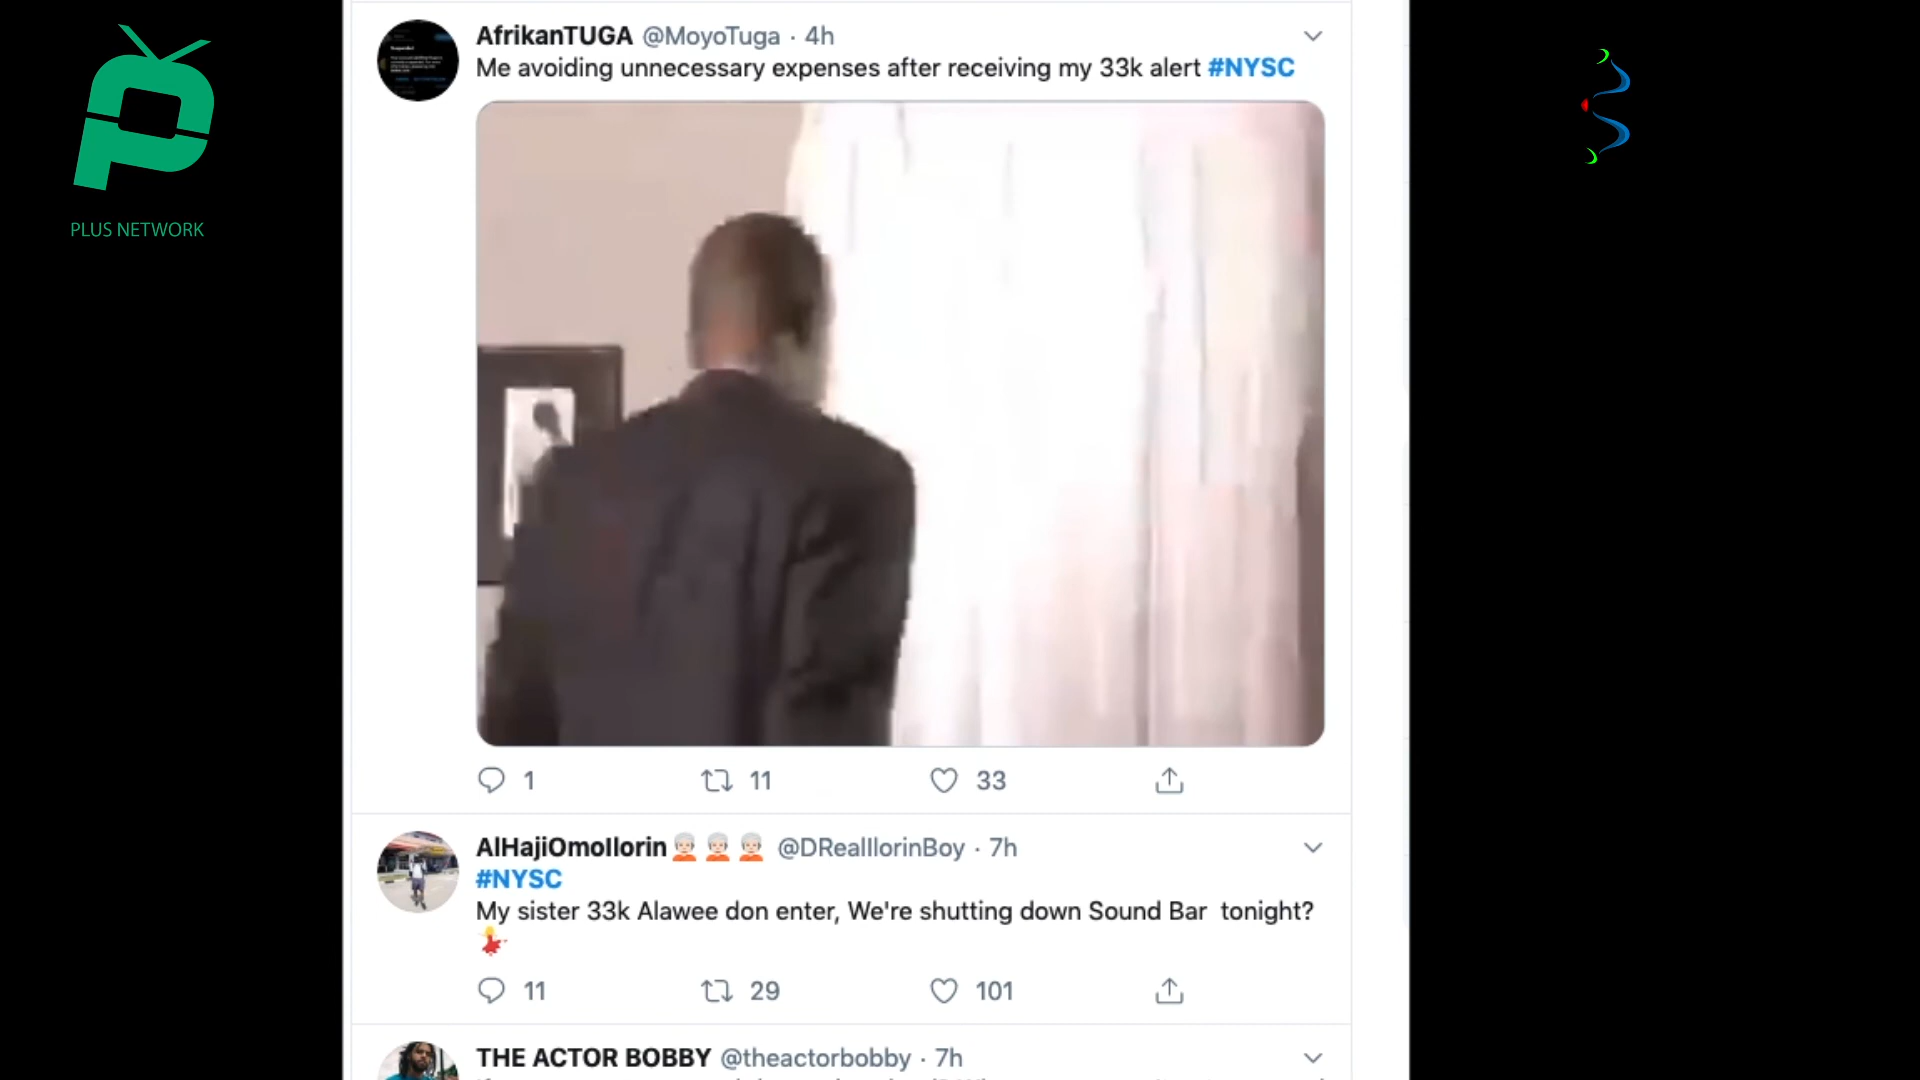 PLUS NETWORK
AfrikanTUGA @MoyoTuga · 4h
Me avoiding unnecessary expenses after receiving my 33k alert #NYSC
1 11 33
AlHajiOmoIlorin @DRealIlorinBoy · 7h
#NYSC
My sister 33k Alawee don enter, We're shutting down Sound Bar tonight?
11 29 101
THE ACTOR BOBBY @theactorbobby · 7h